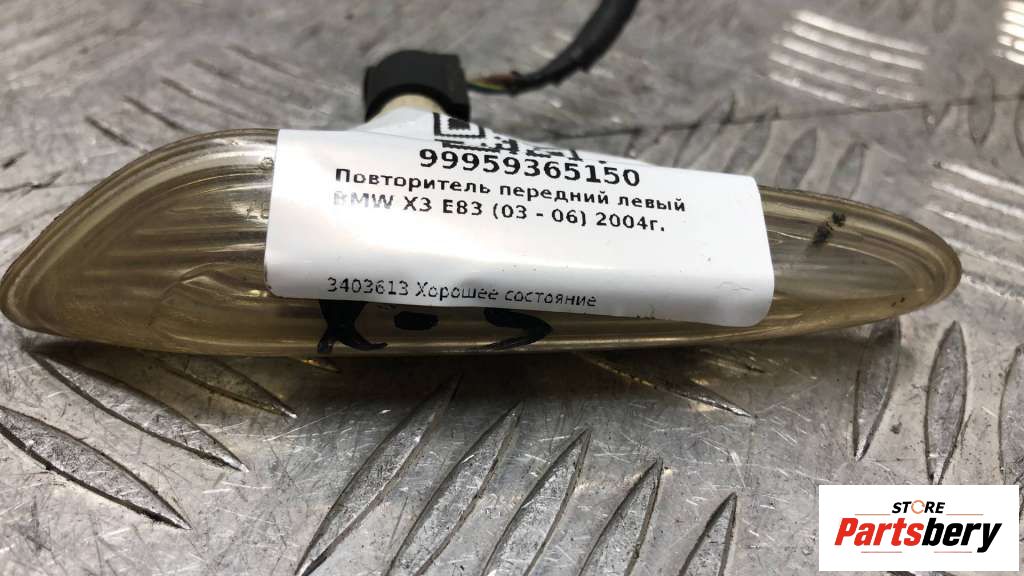 99959365150
Повторитель передний левый
BMW X3 E83 (03 - 06) 2004г.
3403613 Хорошее состояние
STORE
Partsbery